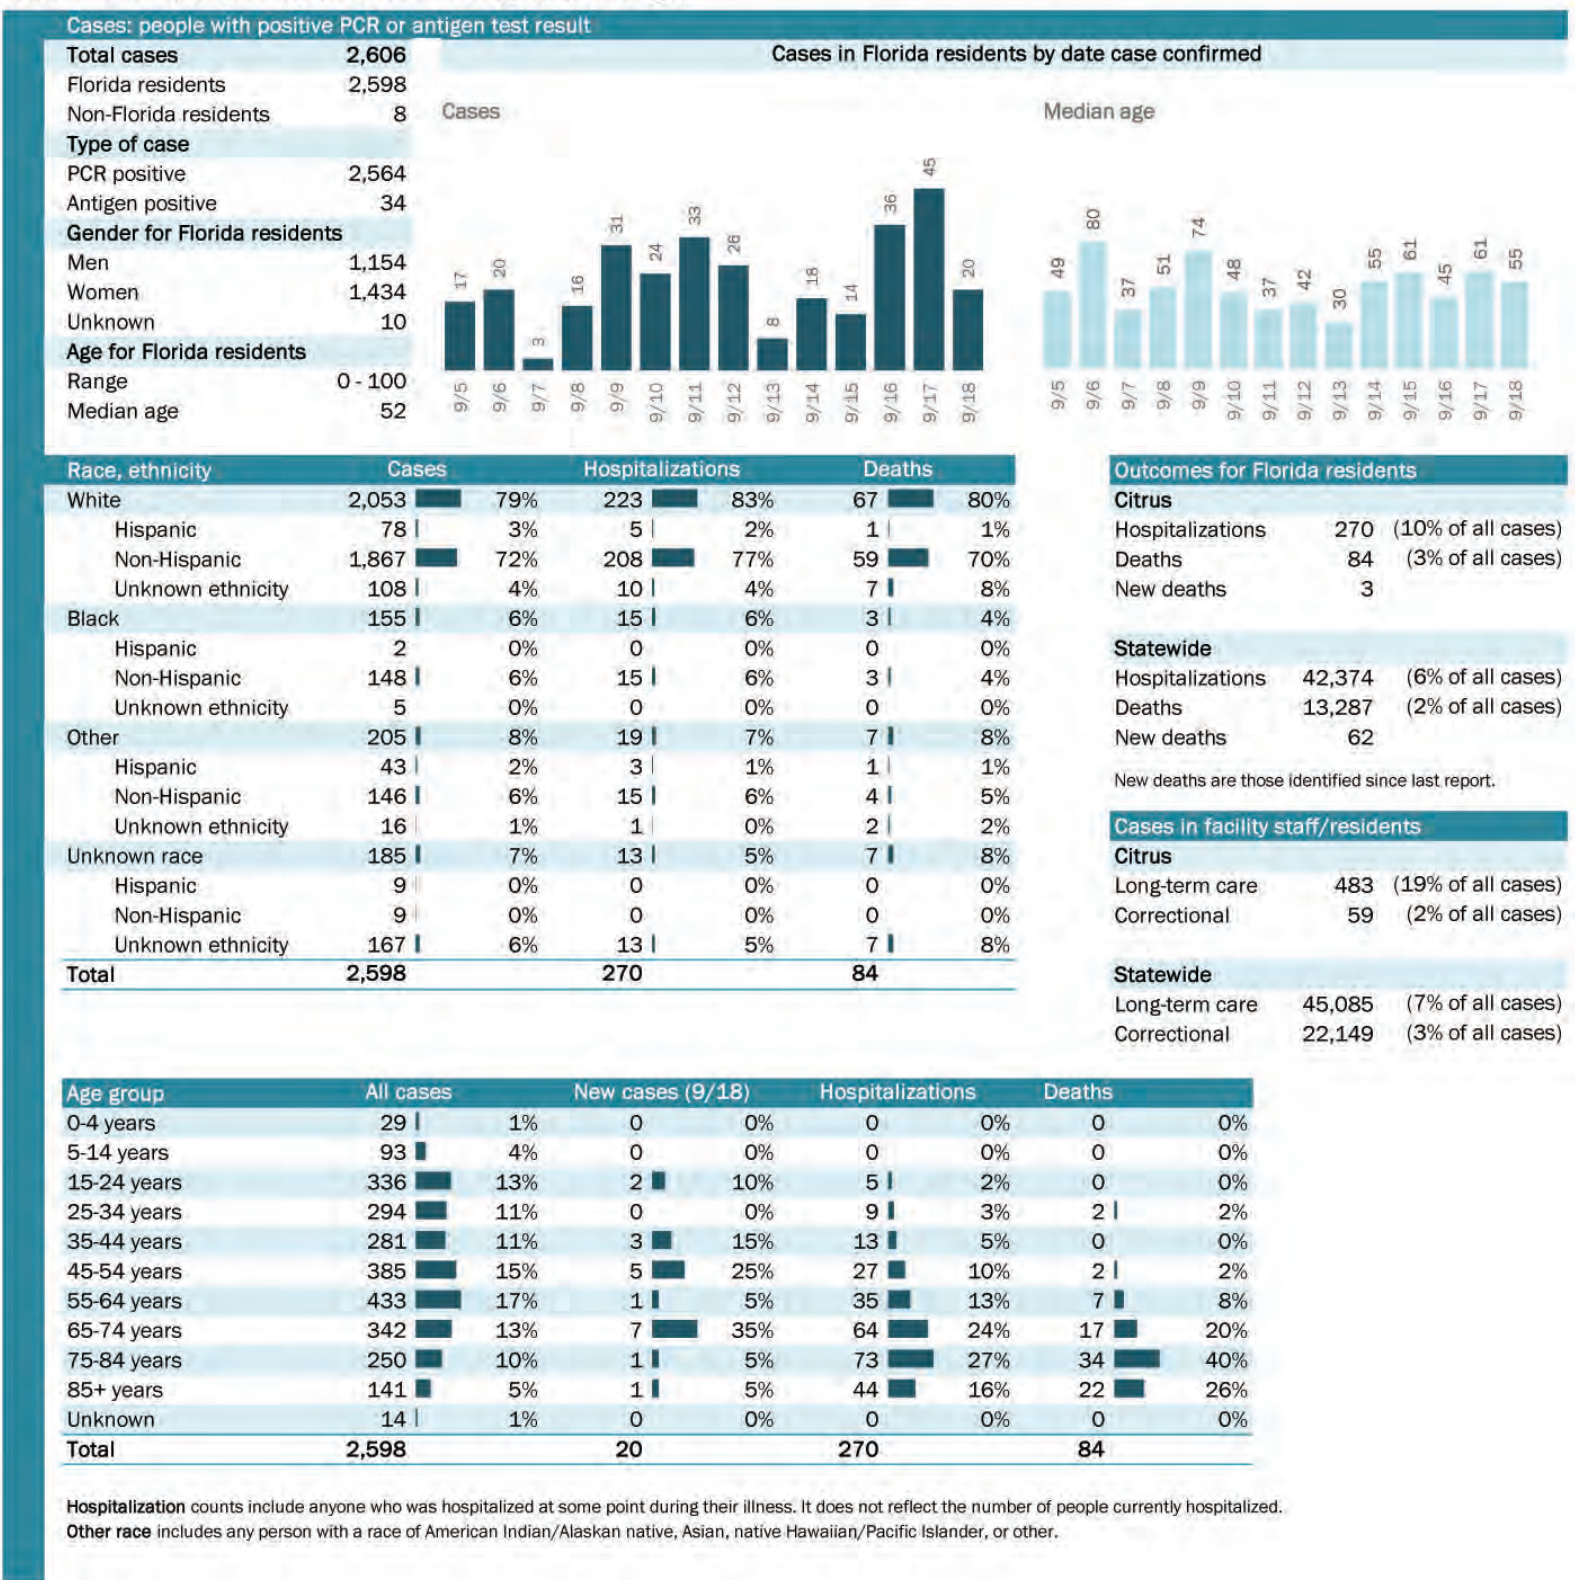 Cases: people with positive PCR or antigen test result
Total cases 2,606
Florida residents 2,598
Non-Florida residents 8
Type of case
PCR positive 2,564
Antigen positive 34
Gender for Florida residents
Men 1,154
Women 1,434
Unknown 10
Age for Florida residents
Range 0 - 100
Median age 52
Cases in Florida residents by date case confirmed
Cases
17 20 3 16 31 24 33 26 8 18 14 36 45 20
9/5 9/6 9/7 9/8 9/9 9/10 9/11 9/12 9/13 9/14 9/15 9/16 9/17 9/18
Median age
49 80 37 51 74 48 37 42 30 55 61 45 61 55
9/5 9/6 9/7 9/8 9/9 9/10 9/11 9/12 9/13 9/14 9/15 9/16 9/17 9/18
Race, ethnicity Cases Hospitalizations Deaths
White 2,053 79% 223 83% 67 80%
Hispanic 78 3% 5 2% 1 1%
Non-Hispanic 1,867 72% 208 77% 59 70%
Unknown ethnicity 108 4% 10 4% 7 8%
Black 155 6% 15 6% 3 4%
Hispanic 2 0% 0 0% 0 0%
Non-Hispanic 148 6% 15 6% 3 4%
Unknown ethnicity 5 0% 0 0% 0 0%
Other 205 8% 19 7% 7 8%
Hispanic 43 2% 3 1% 1 1%
Non-Hispanic 146 6% 15 6% 4 5%
Unknown ethnicity 16 1% 1 0% 2 2%
Unknown race 185 7% 13 5% 7 8%
Hispanic 9 0% 0 0% 0 0%
Non-Hispanic 9 0% 0 0% 0 0%
Unknown ethnicity 167 6% 13 5% 7 8%
Total 2,598 270 84
Outcomes for Florida residents
Citrus
Hospitalizations 270 (10% of all cases)
Deaths 84 (3% of all cases)
New deaths 3
Statewide
Hospitalizations 42,374 (6% of all cases)
Deaths 13,287 (2% of all cases)
New deaths 62
New deaths are those identified since last report.
Cases in facility staff/residents
Citrus
Long-term care 483 (19% of all cases)
Correctional 59 (2% of all cases)
Statewide
Long-term care 45,085 (7% of all cases)
Correctional 22,149 (3% of all cases)
Age group All cases New cases (9/18) Hospitalizations Deaths
0-4 years 29 1% 0 0% 0 0% 0 0%
5-14 years 93 4% 0 0% 0 0% 0 0%
15-24 years 336 13% 2 10% 5 2% 0 0%
25-34 years 294 11% 0 0% 9 3% 2 2%
35-44 years 281 11% 3 15% 13 5% 0 0%
45-54 years 385 15% 5 25% 27 10% 2 2%
55-64 years 433 17% 1 5% 35 13% 7 8%
65-74 years 342 13% 7 35% 64 24% 17 20%
75-84 years 250 10% 1 5% 73 27% 34 40%
85+ years 141 5% 1 5% 44 16% 22 26%
Unknown 14 1% 0 0% 0 0% 0 0%
Total 2,598 20 270 84
Hospitalization counts include anyone who was hospitalized at some point during their illness. It does not reflect the number of people currently hospitalized.
Other race includes any person with a race of American Indian/Alaskan native, Asian, native Hawaiian/Pacific Islander, or other.